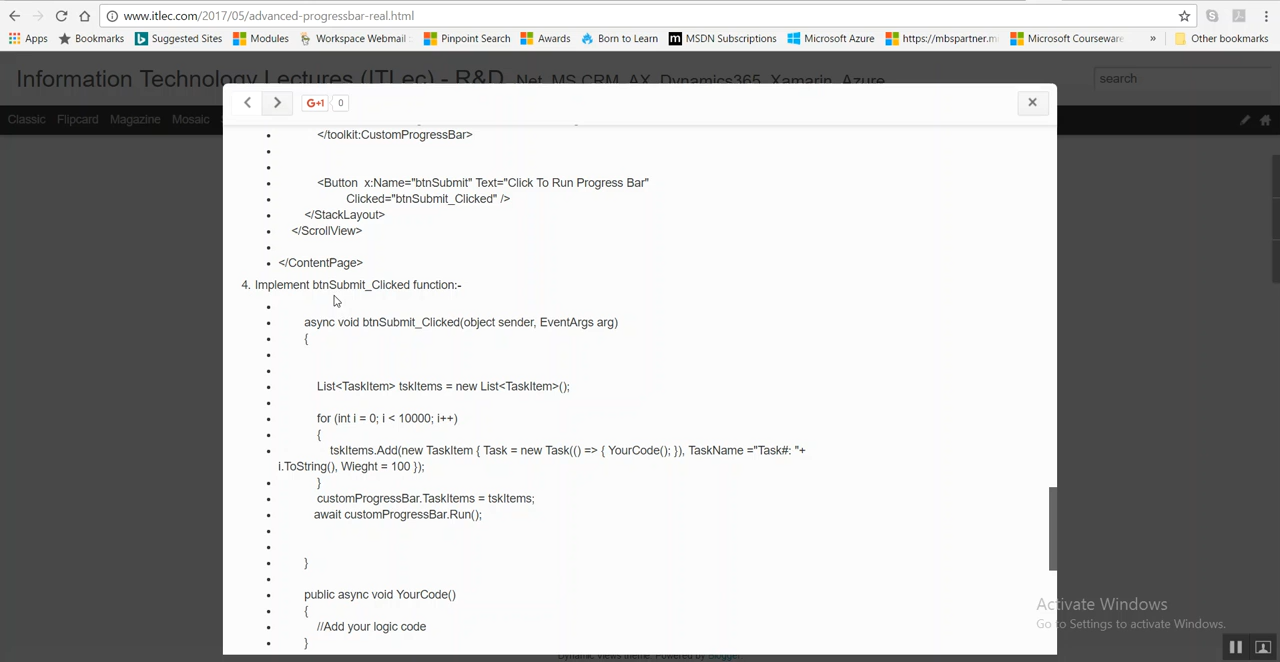 www.itlec.com/2017/05/advanced-progressbar-real.html
Apps Bookmarks Suggested Sites Modules Workspace Webmail Pinpoint Search Awards Born to Learn m MSDN Subscriptions Microsoft Azure https://mbspartner.m Microsoft Courseware » Other bookmarks
Information Technology Lectures (ITLec) - R&D .Net, MS CRM, AX, Dynamics365, Xamarin, Azure
search
G+1 0
Classic Flipcard Magazine Mosaic
</toolkit:CustomProgressBar>
<Button x:Name="btnSubmit" Text="Click To Run Progress Bar"
Clicked="btnSubmit_Clicked" />
</StackLayout>
</ScrollView>
</ContentPage>
4. Implement btnSubmit_Clicked function:-
async void btnSubmit_Clicked(object sender, EventArgs arg)
{
List<TaskItem> tskItems = new List<TaskItem>();
for (int i = 0; i < 10000; i++)
{
tskItems.Add(new TaskItem { Task = new Task(() => { YourCode(); }), TaskName ="Task#: "+
i.ToString(), Wieght = 100 });
}
customProgressBar.TaskItems = tskItems;
await customProgressBar.Run();
}
public async void YourCode()
{
//Add your logic code
}
Activate Windows
Go to Settings to activate Windows.
Dynamic Views theme. Powered by Blogger.